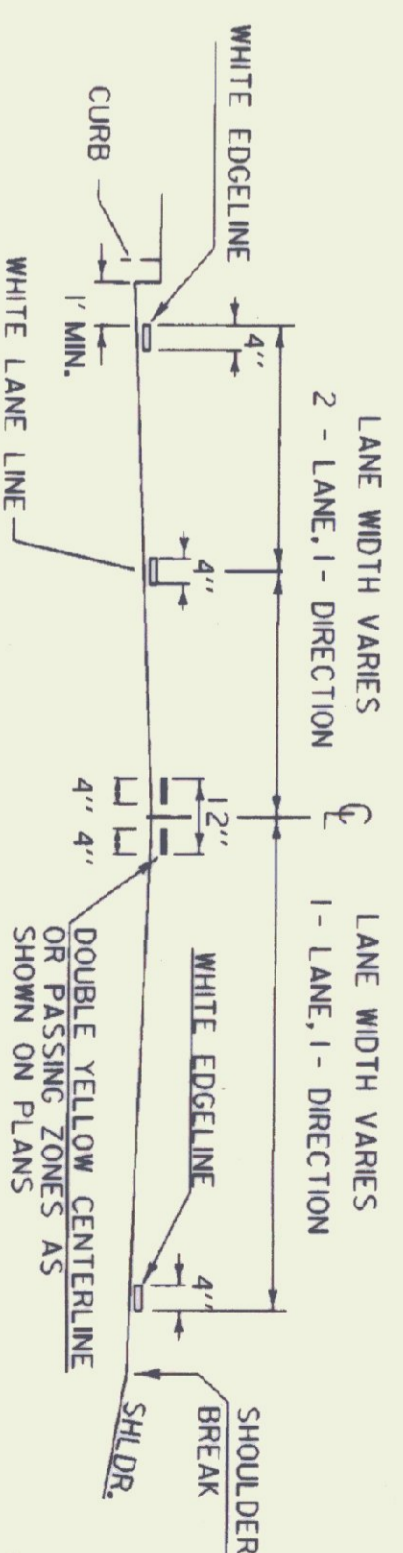 LANE WIDTH VARIES
2 - LANE, 1 - DIRECTION
℄
LANE WIDTH VARIES
1 - LANE, 1 - DIRECTION
WHITE EDGELINE
4''
4''
12''
WHITE EDGELINE
4''
SHOULDER
BREAK
CURB
1' MIN.
4'' 4''
SHLDR.
WHITE LANE LINE
DOUBLE YELLOW CENTERLINE
OR PASSING ZONES AS
SHOWN ON PLANS